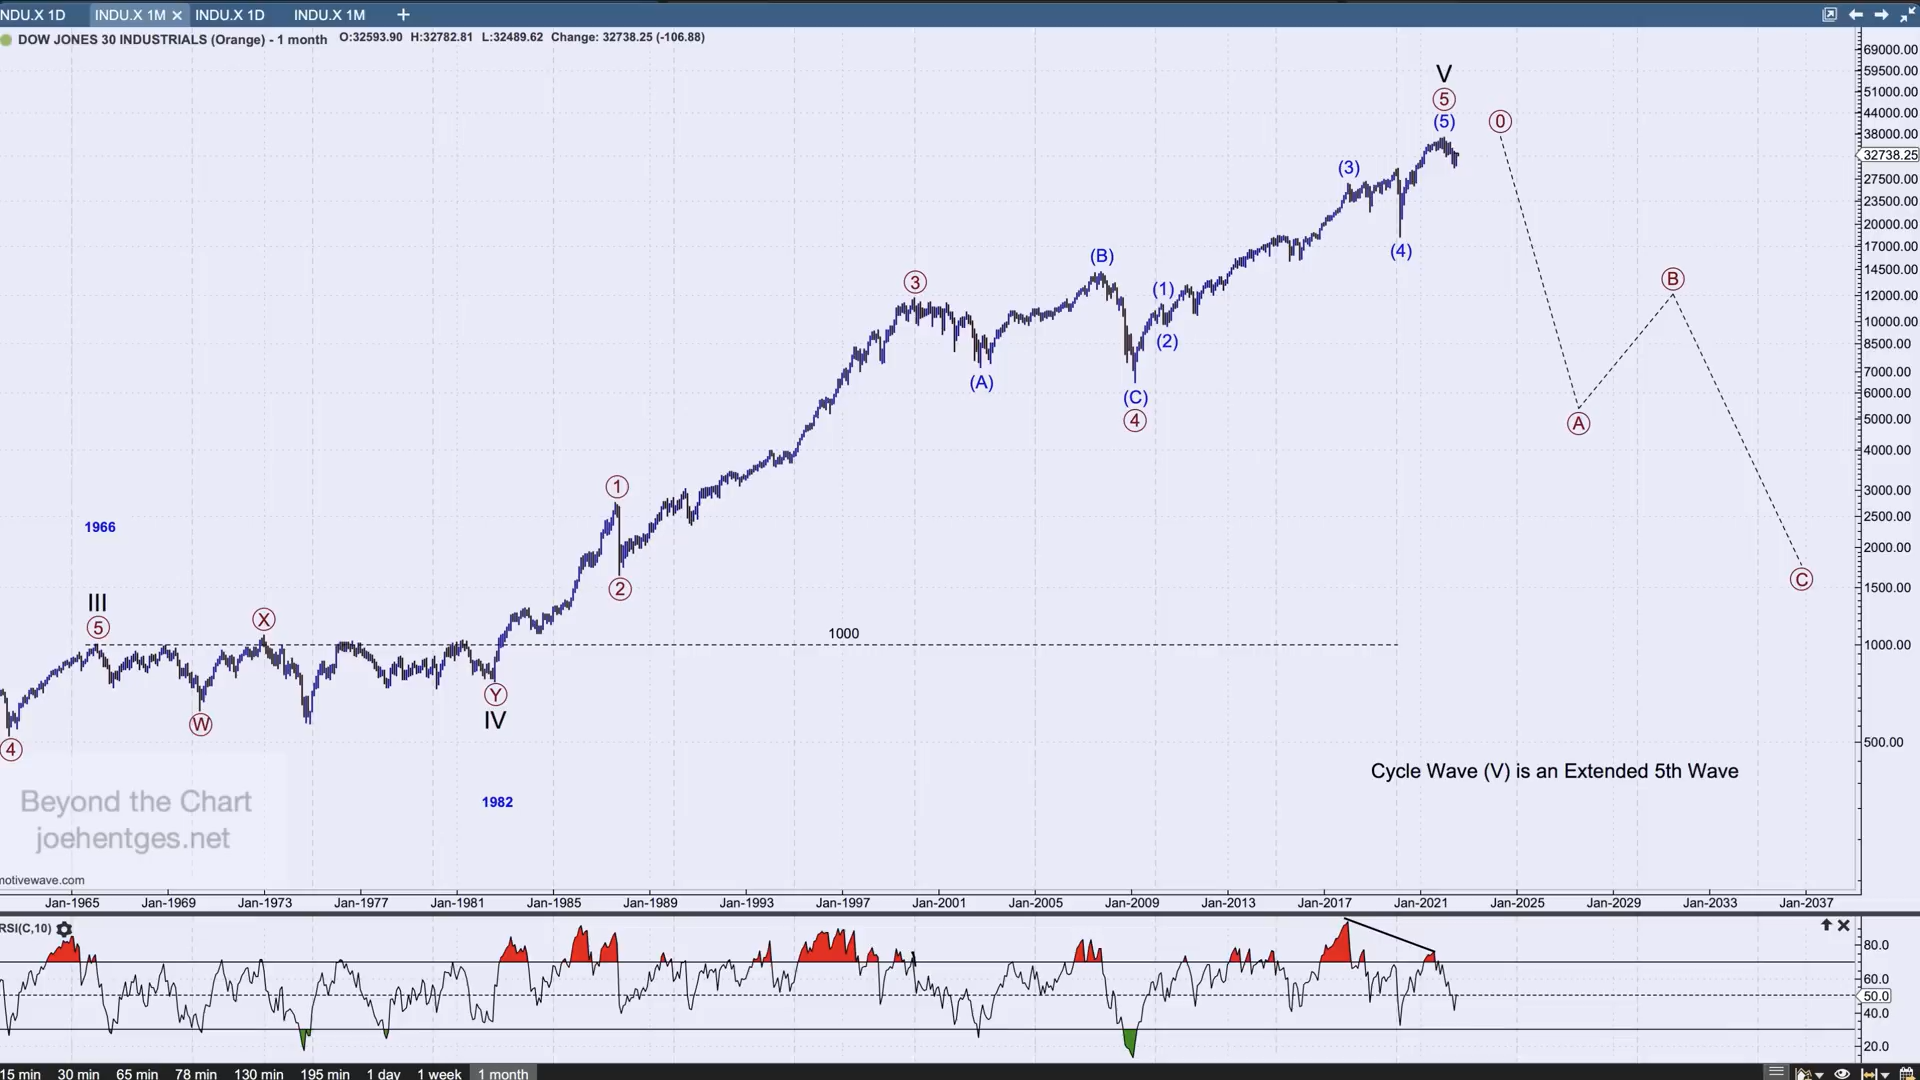 INDU.X 1D INDU.X 1M INDU.X 1D INDU.X 1M +
DOW JONES 30 INDUSTRIALS (Orange) - 1 month O:32593.90 H:32782.81 L:32489.62 Change: 32738.25 (-106.88)
69000.00
V
59500.00
5
51000.00
(5)
0
44000.00
38000.00
32738.25
(3)
27500.00
23500.00
20000.00
(4)
17000.00
(B)
14500.00
3
B
(1)
12000.00
10000.00
(2)
8500.00
7000.00
(A)
6000.00
(C)
4
A
5000.00
4000.00
1
3000.00
2500.00
1966
2000.00
C
2
1500.00
III
5
X
1000
1000.00
Y
IV
W
4
500.00
Cycle Wave (V) is an Extended 5th Wave
Beyond the Chart
1982
joehentges.net
motivewave.com
Jan-1965 Jan-1969 Jan-1973 Jan-1977 Jan-1981 Jan-1985 Jan-1989 Jan-1993 Jan-1997 Jan-2001 Jan-2005 Jan-2009 Jan-2013 Jan-2017 Jan-2021 Jan-2025 Jan-2029 Jan-2033 Jan-2037
RSI(C,10)
80.0
60.0
50.0
40.0
20.0
15 min 30 min 65 min 78 min 130 min 195 min 1 day 1 week 1 month